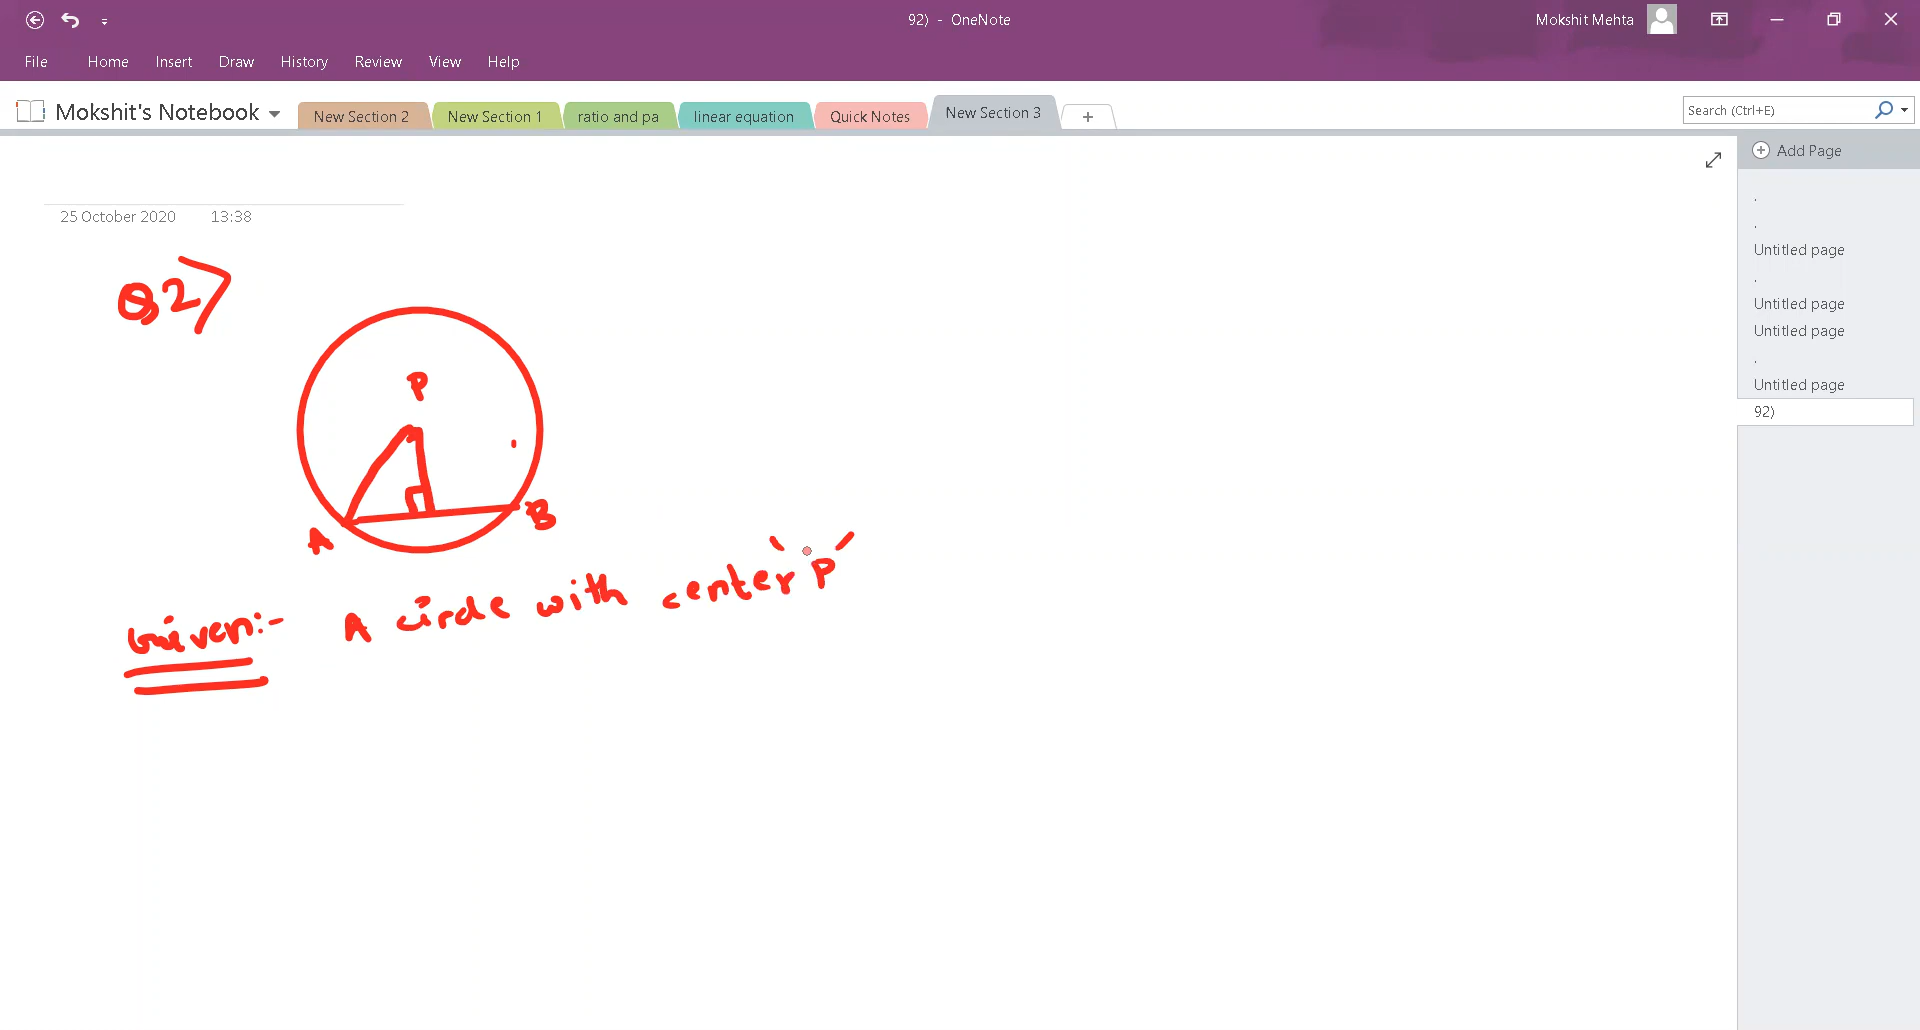 92) - OneNote
Mokshit Mehta
File Home Insert Draw History Review View Help
Mokshit's Notebook
New Section 2 New Section 1 ratio and pa linear equation Quick Notes New Section 3 +
Search (Ctrl+E)
Add Page
.
.
Untitled page
.
Untitled page
Untitled page
.
Untitled page
92)
25 October 2020 13:38
Q2)
P
A
B
Given:- A circle with center 'P'